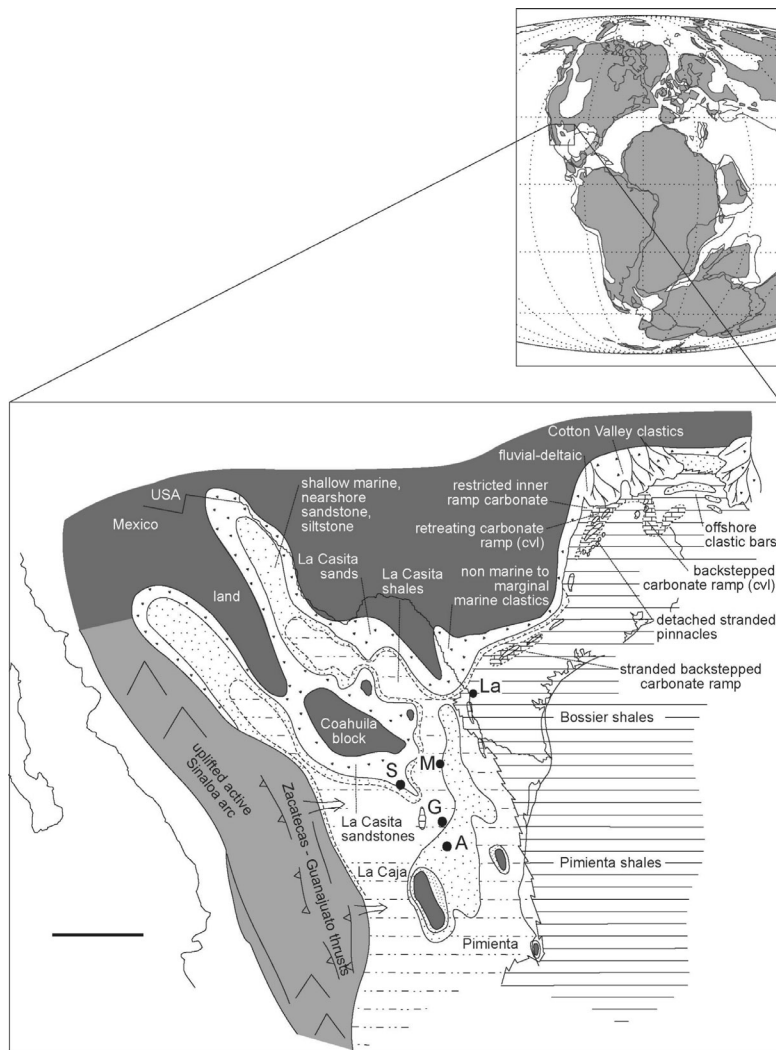 Cotton Valley clastics
fluvial-deltaic
shallow marine,
nearshore
sandstone,
siltstone
restricted inner
ramp carbonate
USA
Mexico
retreating carbonate
ramp (cvl)
offshore
clastic bars
La Casita
sands
La Casita
shales
non marine to
marginal
marine clastics
backstepped
carbonate ramp (cvl)
land
detached stranded
pinnacles
stranded backstepped
carbonate ramp
La
Bossier shales
Coahuila
block
uplifted active
Sinaloa arc
S
M
Zacatecas - Guanajuato thrusts
La Casita
sandstones
G
A
La Caja
Pimienta shales
Pimienta